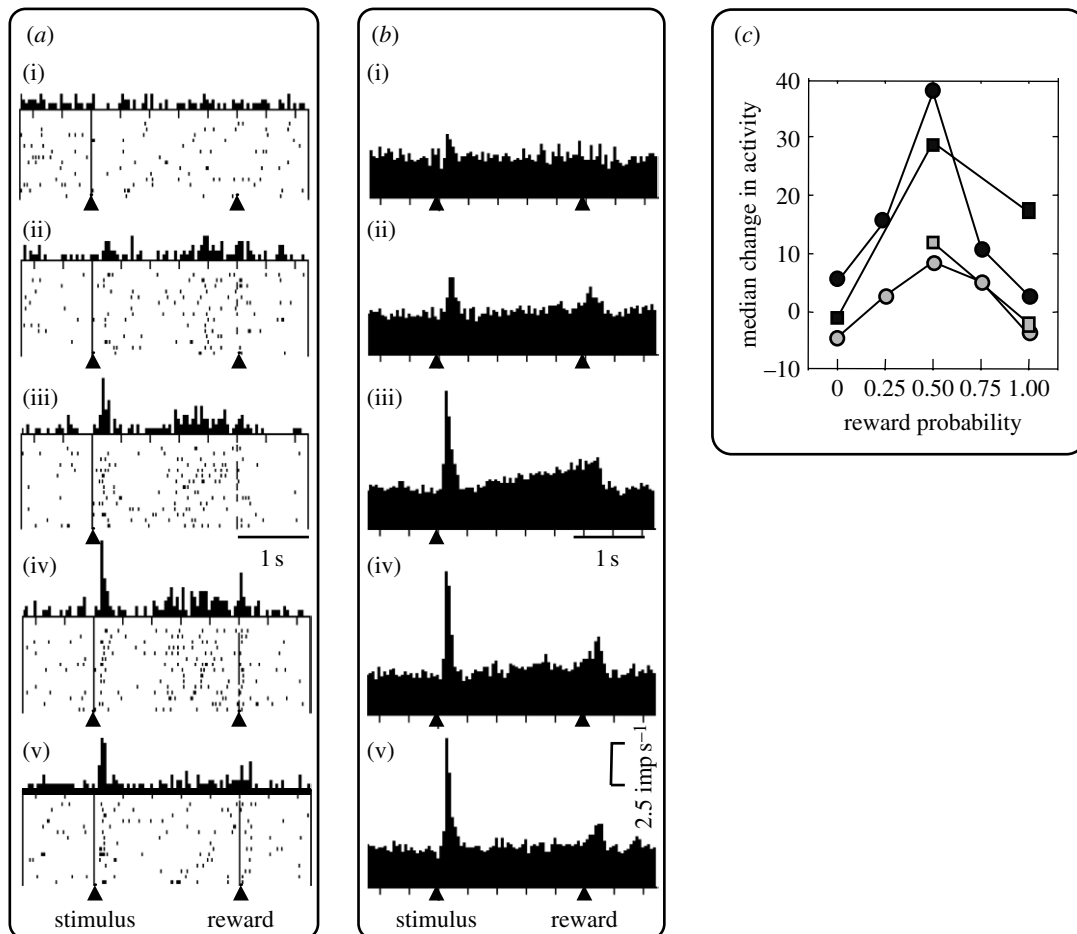 (a)
(i)
(ii)
(iii)
1 s
(iv)
(v)
stimulus reward
(b)
(i)
(ii)
(iii)
1 s
(iv)
(v)
2.5 imp s⁻¹
stimulus reward
(c)
40
30
20
10
0
–10
median change in activity
0 0.25 0.50 0.75 1.00
reward probability